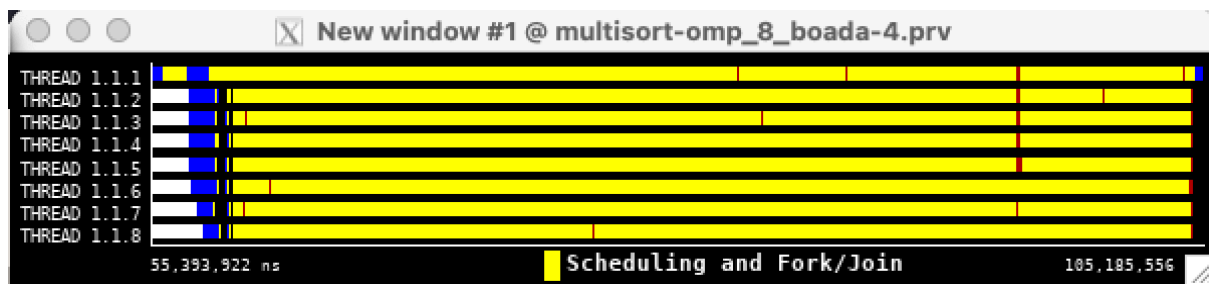 New window #1 @ multisort-omp_8_boada-4.prv
THREAD 1.1.1
THREAD 1.1.2
THREAD 1.1.3
THREAD 1.1.4
THREAD 1.1.5
THREAD 1.1.6
THREAD 1.1.7
THREAD 1.1.8
55,393,922 ns Scheduling and Fork/Join 105,185,556